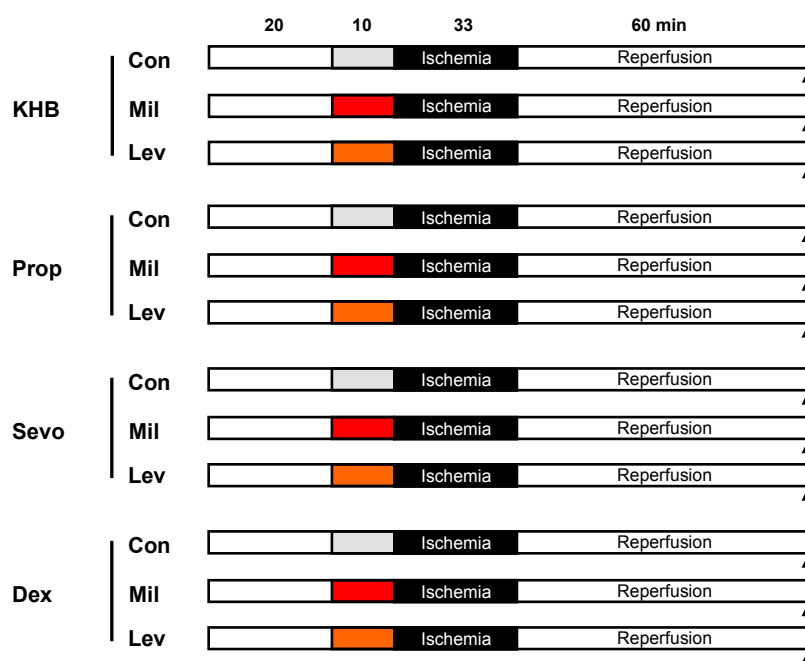 20 10 33 60 min
KHB
Con Ischemia Reperfusion
Mil Ischemia Reperfusion
Lev Ischemia Reperfusion
Prop
Con Ischemia Reperfusion
Mil Ischemia Reperfusion
Lev Ischemia Reperfusion
Sevo
Con Ischemia Reperfusion
Mil Ischemia Reperfusion
Lev Ischemia Reperfusion
Dex
Con Ischemia Reperfusion
Mil Ischemia Reperfusion
Lev Ischemia Reperfusion